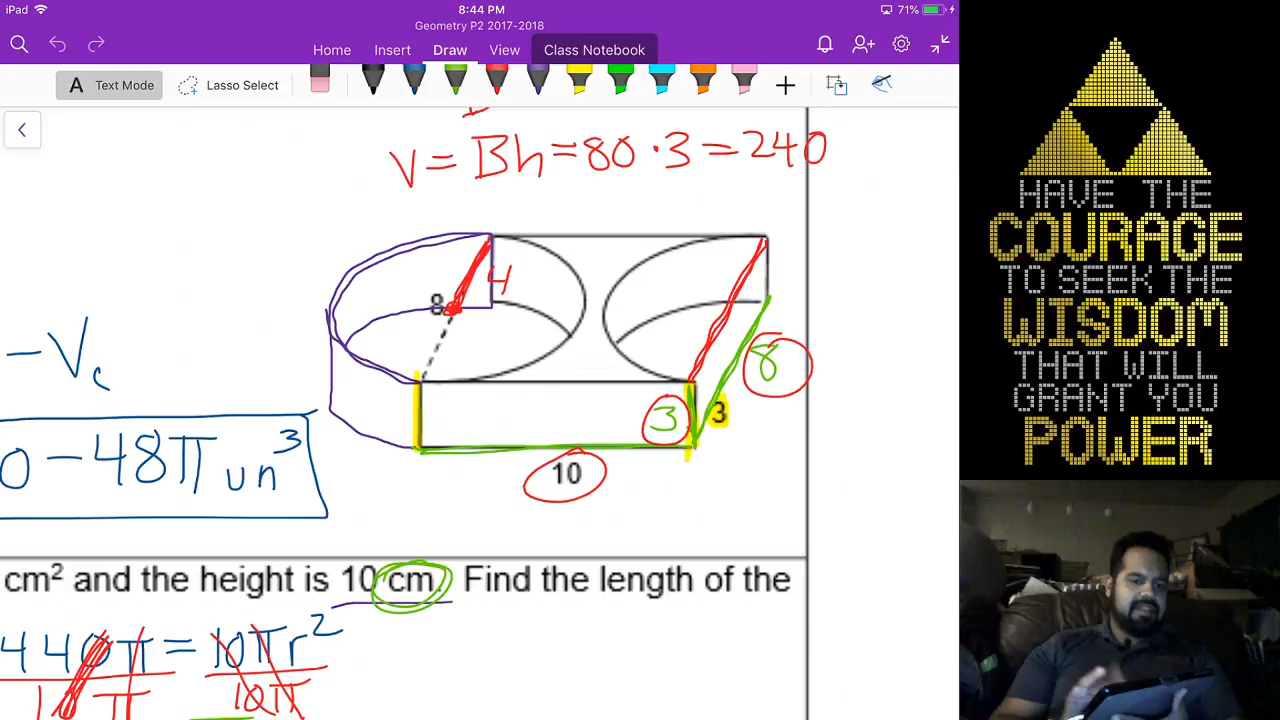 iPad
8:44 PM
71%
Geometry P2 2017-2018
Home Insert Draw View Class Notebook
A Text Mode
Lasso Select
V = Bh = 80 · 3 = 240
8
4
8
3
3
10
- Vc
0 - 48π un³
cm² and the height is 10 cm. Find the length of the
440π = 10πr²
10π 10π
HAVE THE
COURAGE
TO SEEK THE
WISDOM
THAT WILL
GRANT YOU
POWER